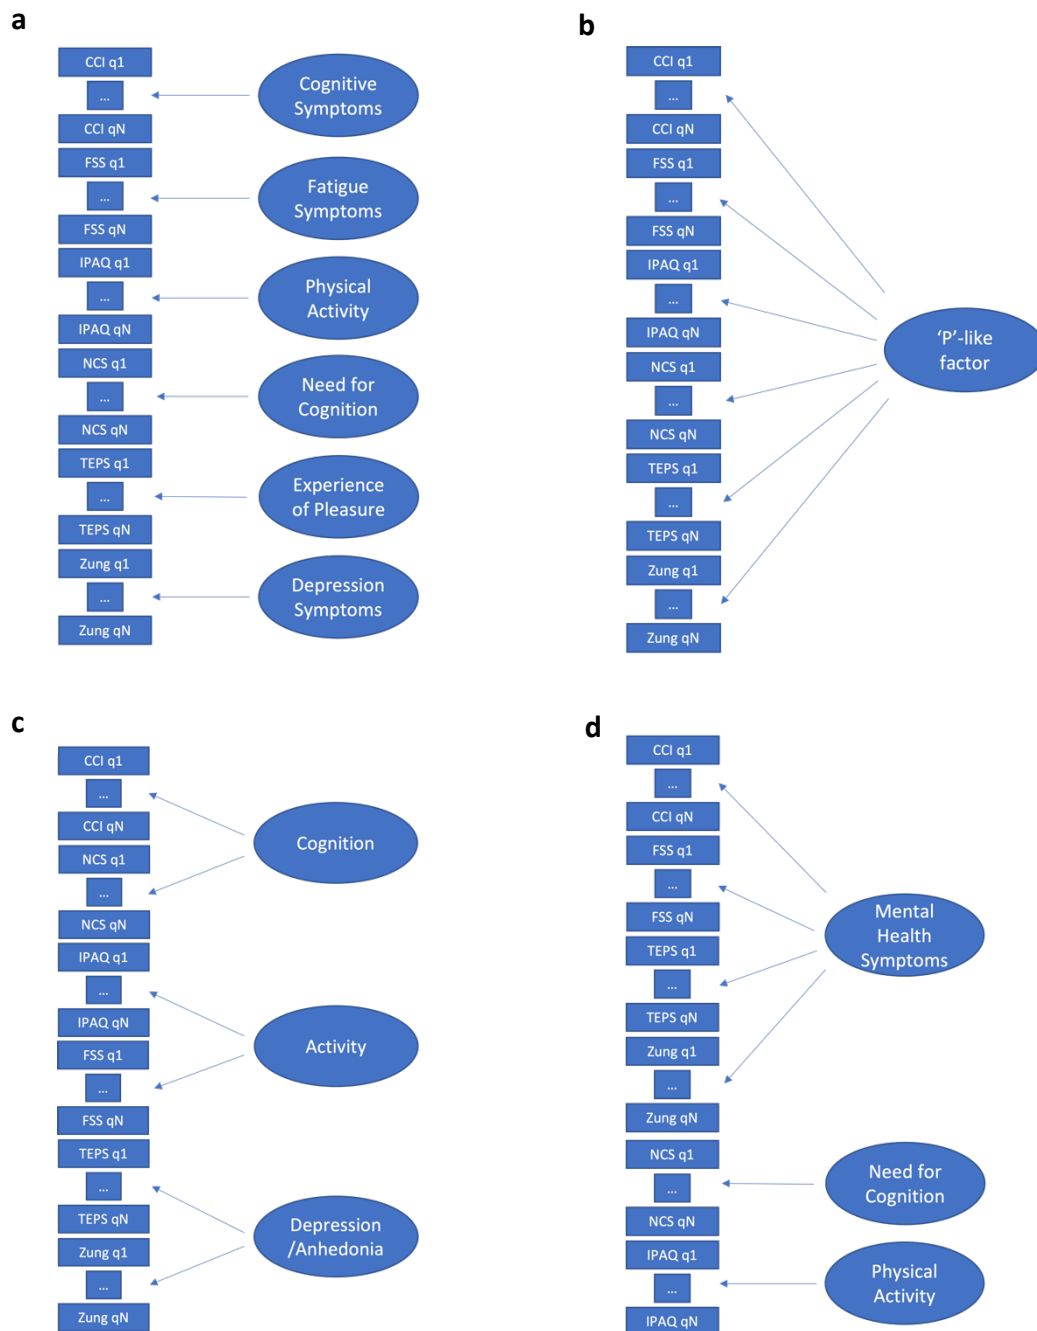 a
CCI q1
...
CCI qN
FSS q1
...
FSS qN
IPAQ q1
...
IPAQ qN
NCS q1
...
NCS qN
TEPS q1
...
TEPS qN
Zung q1
...
Zung qN
Cognitive
Symptoms
Fatigue
Symptoms
Physical
Activity
Need for
Cognition
Experience
of Pleasure
Depression
Symptoms
b
CCI q1
...
CCI qN
FSS q1
...
FSS qN
IPAQ q1
...
IPAQ qN
NCS q1
...
NCS qN
TEPS q1
...
TEPS qN
Zung q1
...
Zung qN
‘P’-like
factor
c
CCI q1
...
CCI qN
NCS q1
...
NCS qN
IPAQ q1
...
IPAQ qN
FSS q1
...
FSS qN
TEPS q1
...
TEPS qN
Zung q1
...
Zung qN
Cognition
Activity
Depression
/Anhedonia
d
CCI q1
...
CCI qN
FSS q1
...
FSS qN
TEPS q1
...
TEPS qN
Zung q1
...
Zung qN
NCS q1
...
NCS qN
IPAQ q1
...
IPAQ qN
Mental
Health
Symptoms
Need for
Cognition
Physical
Activity